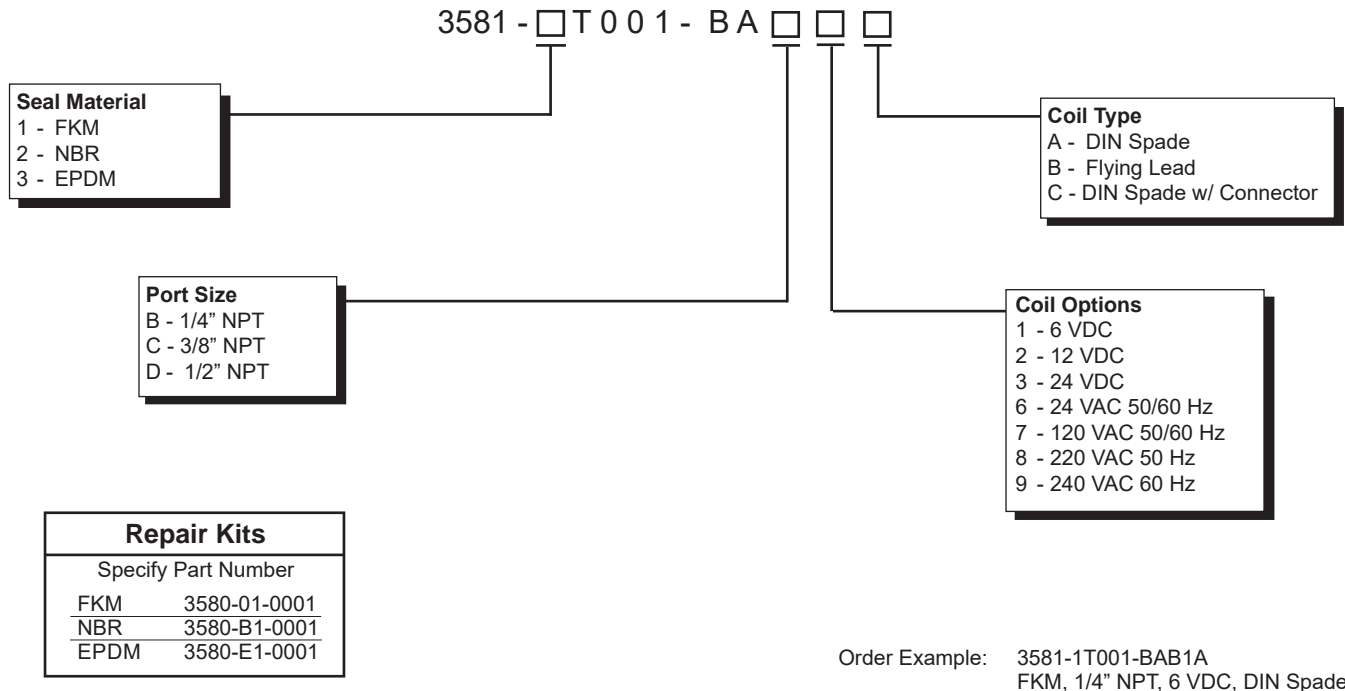 3581 - □ T 0 0 1 - B A □ □ □
Seal Material
1 - FKM
2 - NBR
3 - EPDM
Coil Type
A - DIN Spade
B - Flying Lead
C - DIN Spade w/ Connector
Port Size
B - 1/4” NPT
C - 3/8” NPT
D - 1/2” NPT
Coil Options
1 - 6 VDC
2 - 12 VDC
3 - 24 VDC
6 - 24 VAC 50/60 Hz
7 - 120 VAC 50/60 Hz
8 - 220 VAC 50 Hz
9 - 240 VAC 60 Hz
Repair Kits
Specify Part Number
FKM 3580-01-0001
NBR 3580-B1-0001
EPDM 3580-E1-0001
Order Example: 3581-1T001-BAB1A
FKM, 1/4” NPT, 6 VDC, DIN Spade